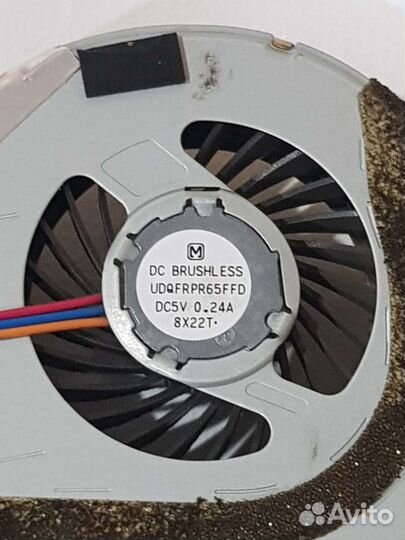 M
DC BRUSHLESS
UDQFRPR65FFD
DC5V 0.24A
8X22T·
Avito